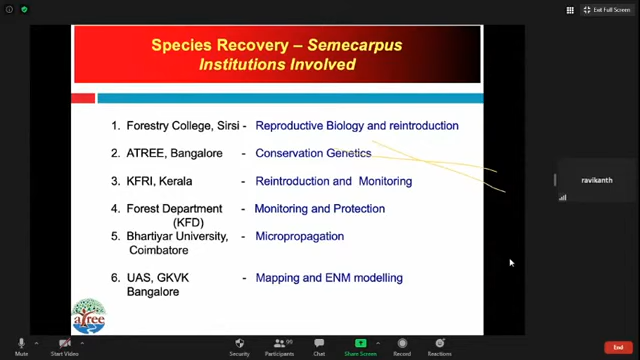 Exit Full Screen
Species Recovery – Semecarpus
Institutions Involved
1. Forestry College, Sirsi - Reproductive Biology and reintroduction
2. ATREE, Bangalore - Conservation Genetics
3. KFRI, Kerala - Reintroduction and Monitoring
4. Forest Department - Monitoring and Protection
(KFD)
5. Bhartiyar University, - Micropropagation
Coimbatore
6. UAS, GKVK - Mapping and ENM modelling
Bangalore
ravikanth
atree
Mute Start Video Security Participants 99 Chat Share Screen Record Reactions End